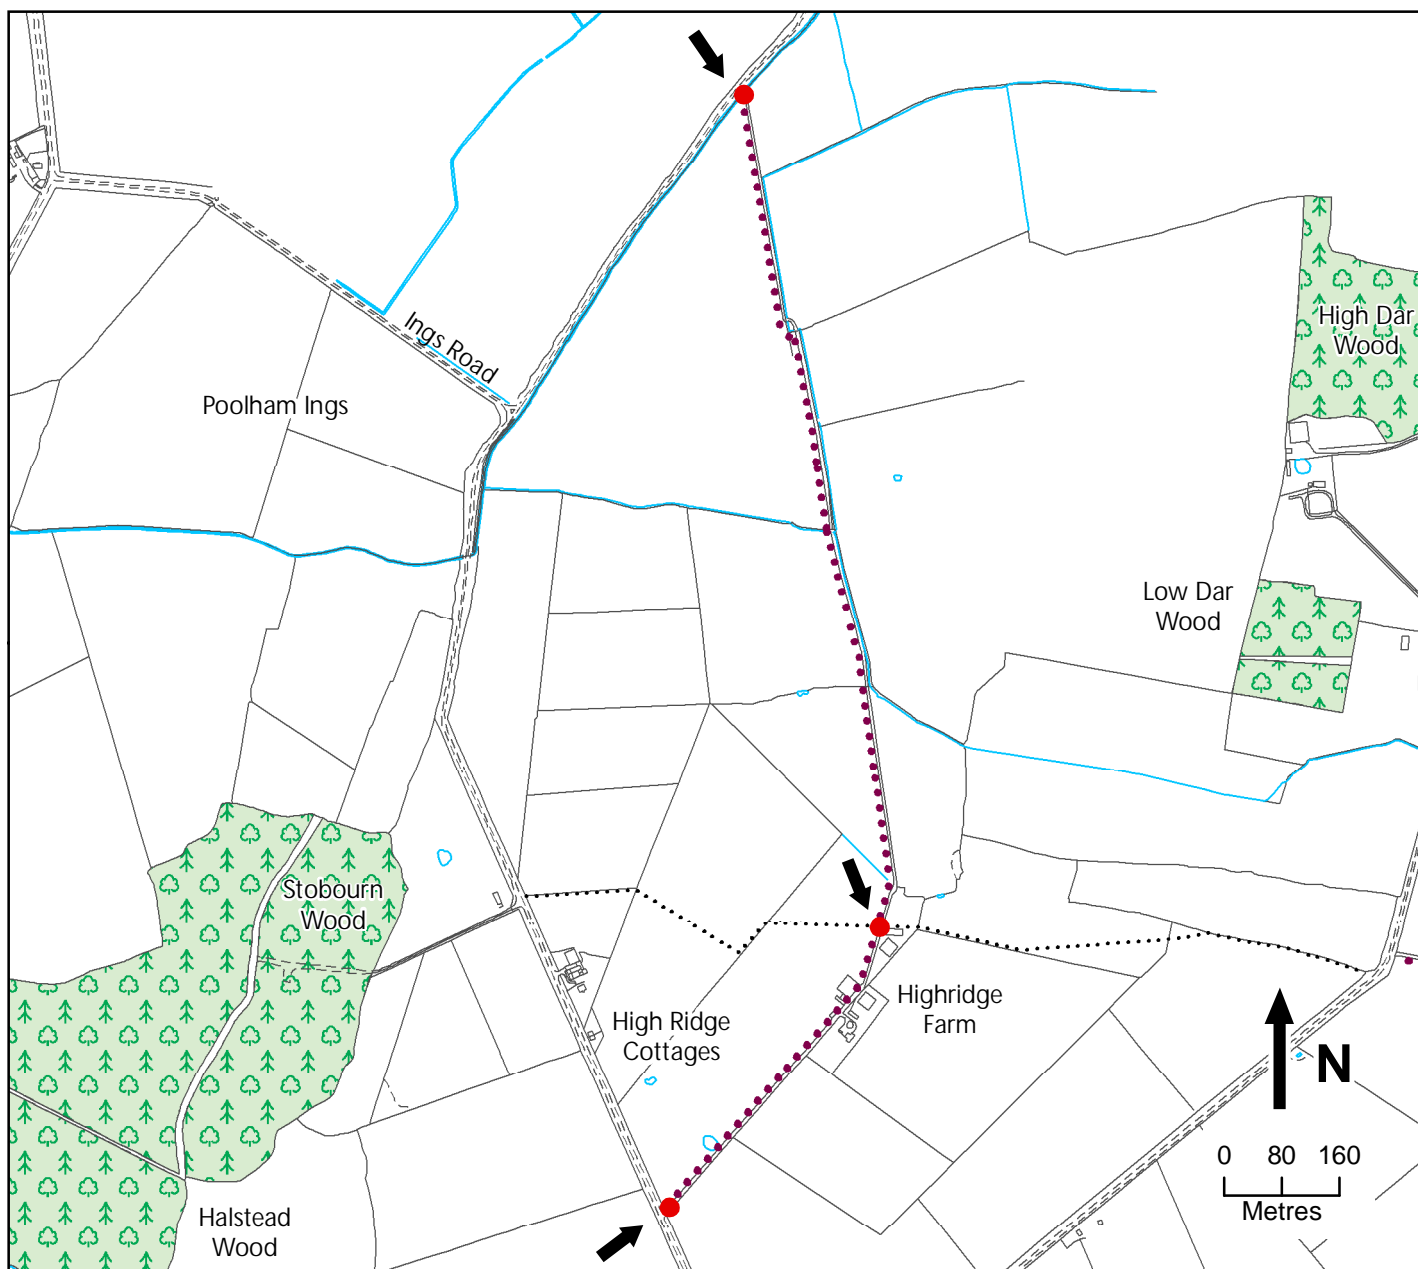 High Dar
Wood
Ings Road
Poolham Ings
Low Dar
Wood
Stobourn
Wood
Highridge
Farm
High Ridge
Cottages
N
0 80 160
Metres
Halstead
Wood